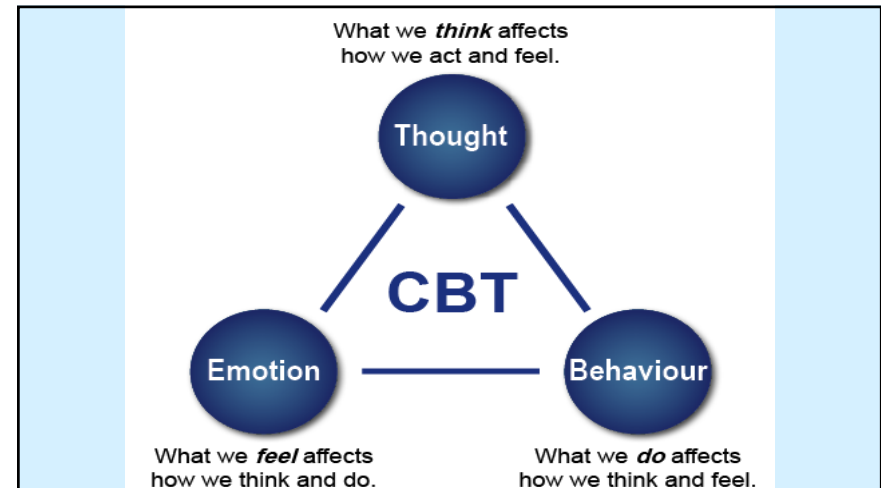 What we think affects
how we act and feel.
Thought
CBT
Emotion
Behaviour
What we feel affects
how we think and do.
What we do affects
how we think and feel.